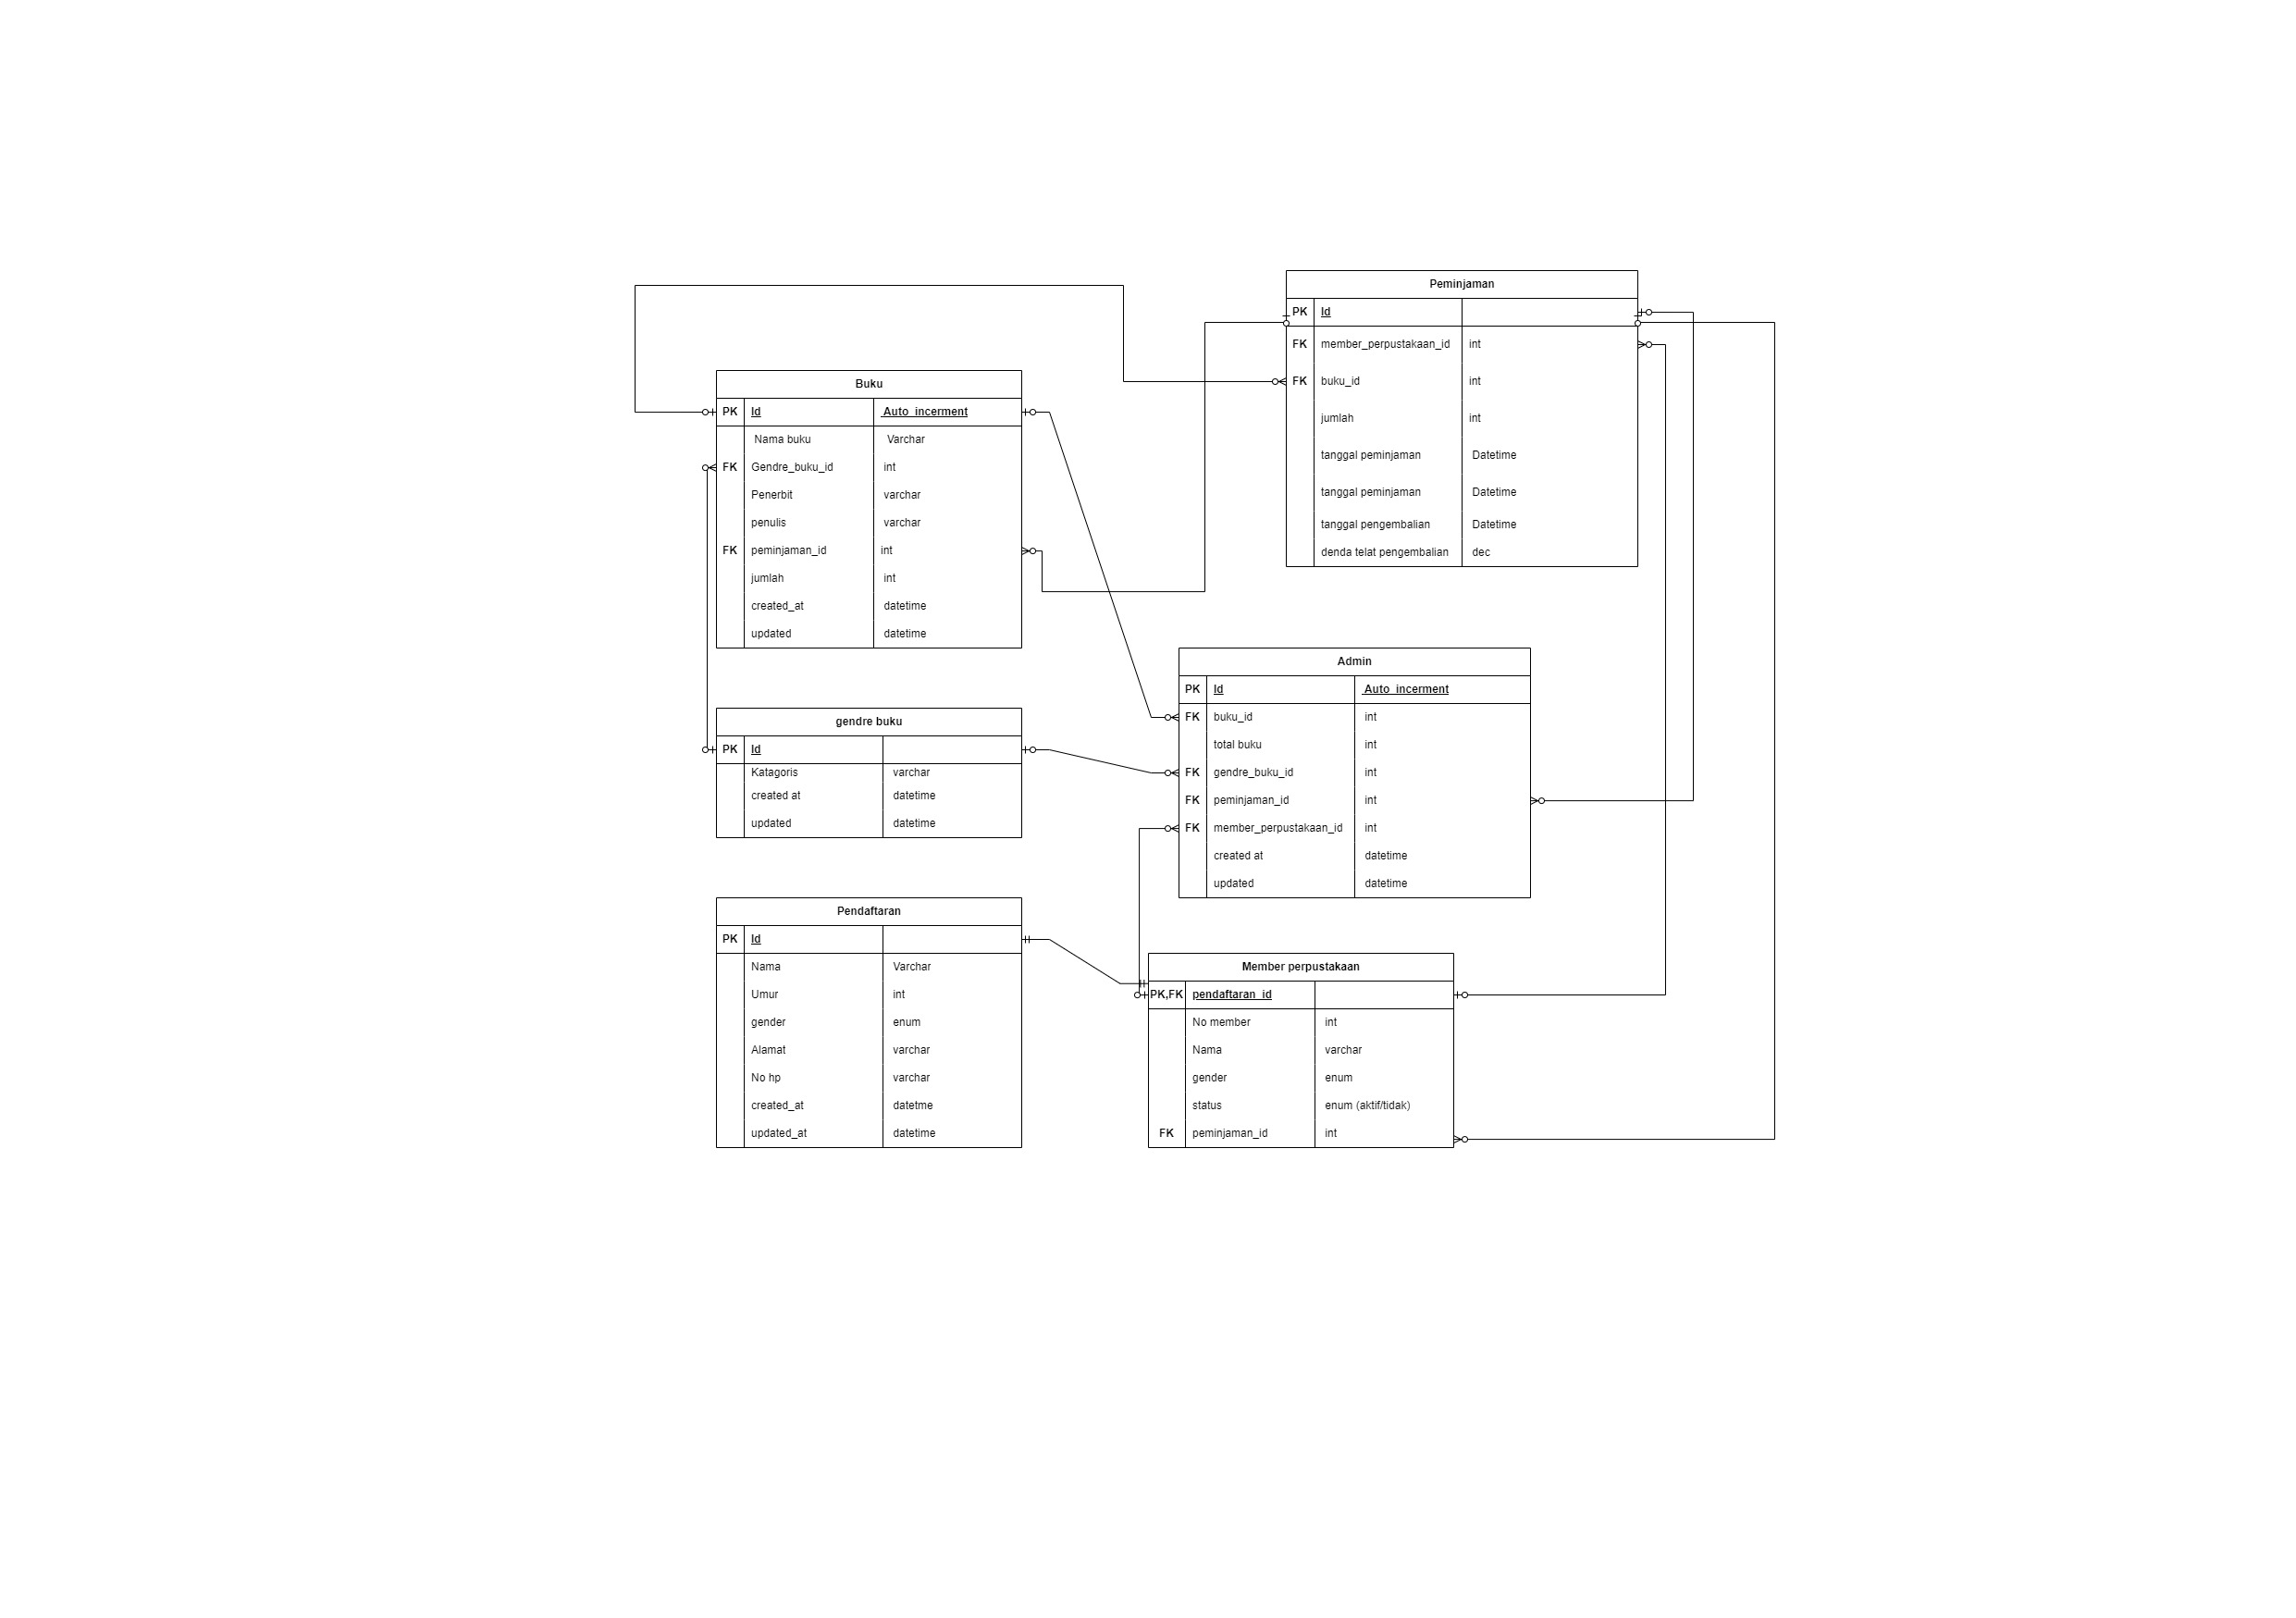 Peminjaman
PK Id
FK member_perpustakaan_id int
FK buku_id int
jumlah int
tanggal peminjaman Datetime
tanggal peminjaman Datetime
tanggal pengembalian Datetime
denda telat pengembalian dec
Buku
PK Id Auto_incerment
Nama buku Varchar
FK Gendre_buku_id int
Penerbit varchar
penulis varchar
FK peminjaman_id int
jumlah int
created_at datetime
updated datetime
Admin
PK Id Auto_incerment
FK buku_id int
total buku int
FK gendre_buku_id int
FK peminjaman_id int
FK member_perpustakaan_id int
created at datetime
updated datetime
gendre buku
PK Id
Katagoris varchar
created at datetime
updated datetime
Pendaftaran
PK Id
Nama Varchar
Umur int
gender enum
Alamat varchar
No hp varchar
created_at datetme
updated_at datetime
Member perpustakaan
PK,FK pendaftaran_id
No member int
Nama varchar
gender enum
status enum (aktif/tidak)
FK peminjaman_id int